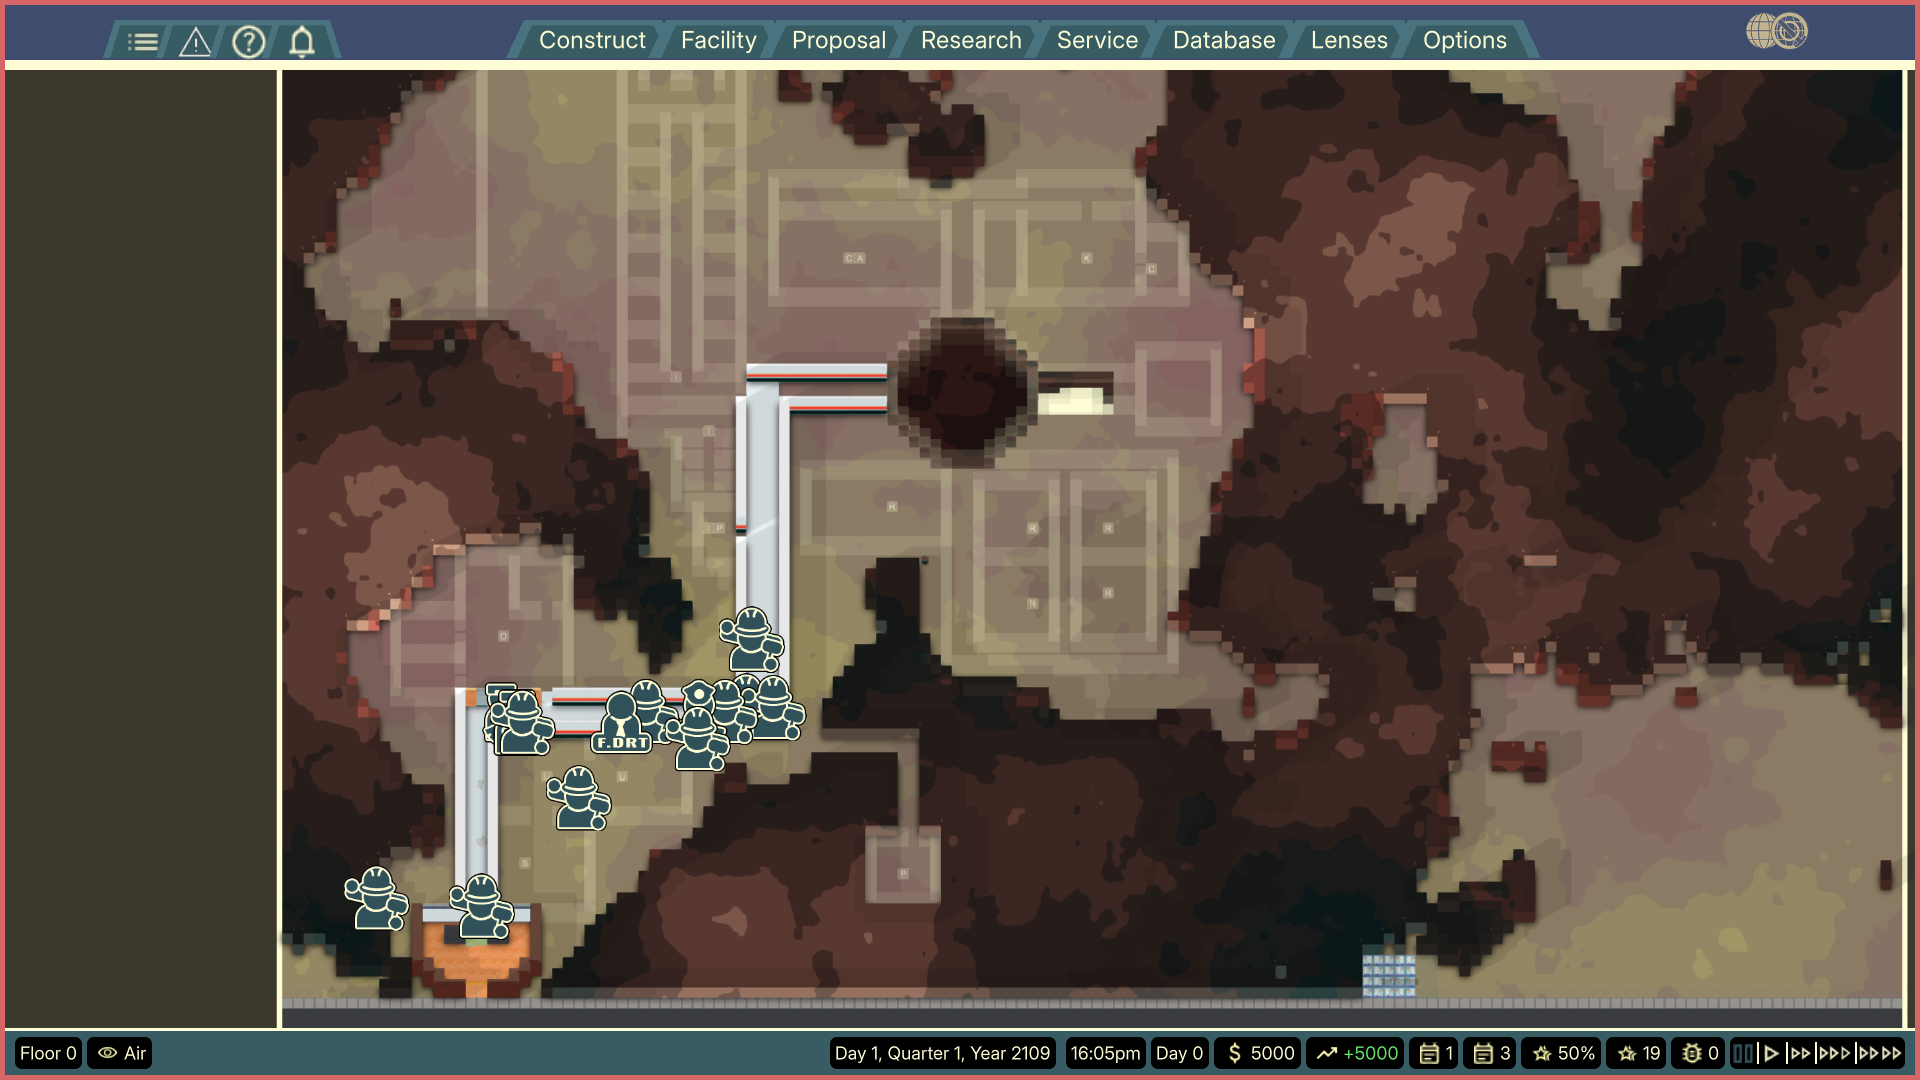 Construct
Facility
Proposal
Research
Service
Database
Lenses
Options
C A
K
C
I
T
P
R
R
R
R
R
O
F.DRT
U
S
P
Floor 0
Air
Day 1, Quarter 1, Year 2109
16:05pm
Day 0
$ 5000
+5000
1
3
50%
19
0